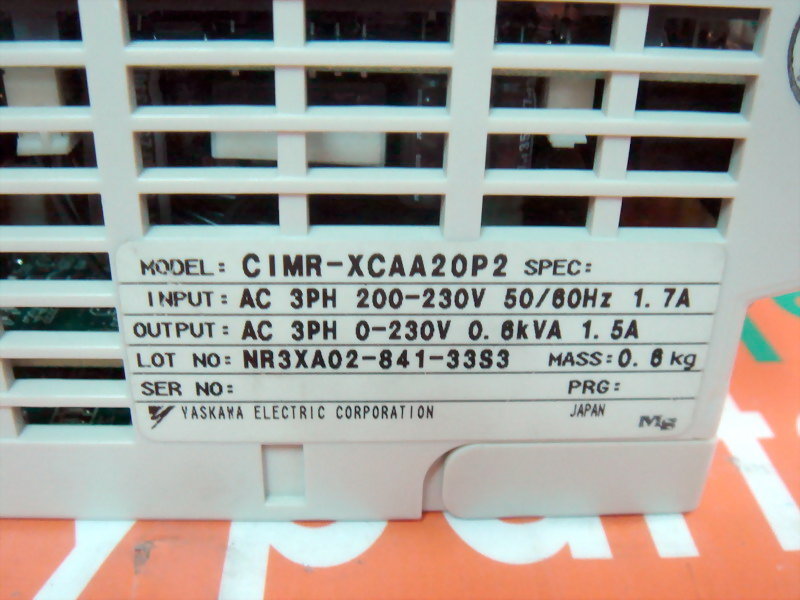 MODEL: CIMR-XCAA20P2 SPEC:
INPUT: AC 3PH 200-230V 50/60Hz 1.7A
OUTPUT: AC 3PH 0-230V 0.6kVA 1.5A
LOT NO: NR3XA02-841-33S3 MASS: 0.6 kg
SER NO: PRG:
YASKAWA ELECTRIC CORPORATION JAPAN